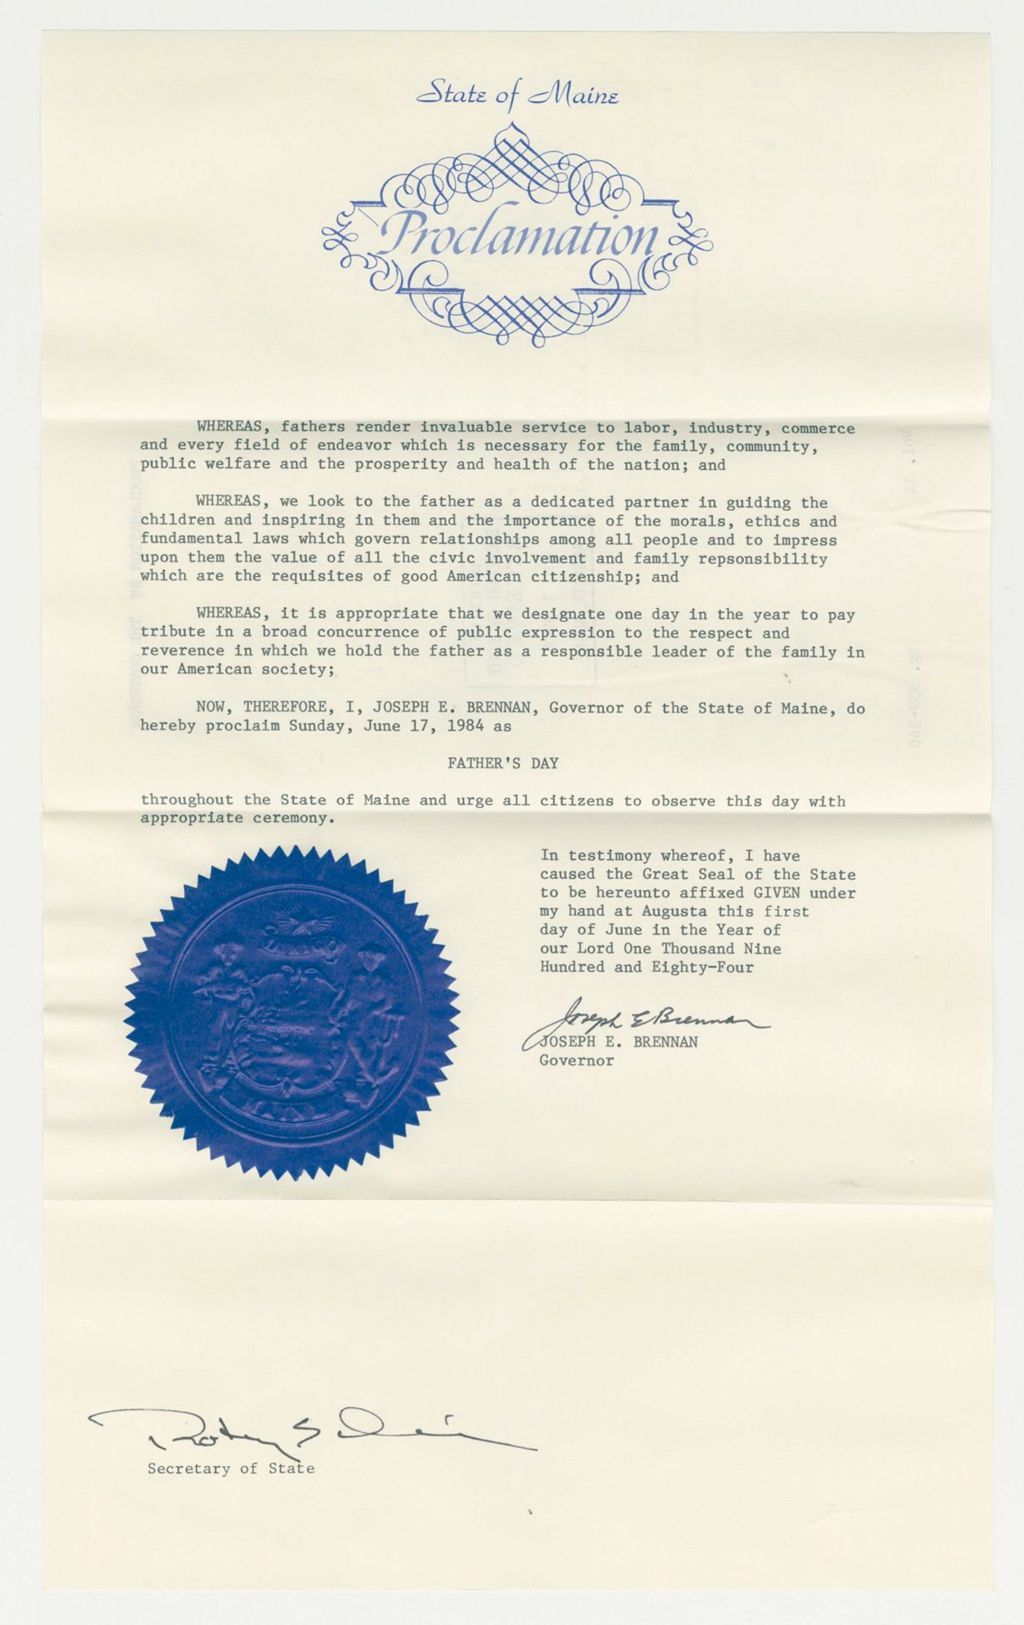 State of Maine
Proclamation
WHEREAS, fathers render invaluable service to labor, industry, commerce
and every field of endeavor which is necessary for the family, community,
public welfare and the prosperity and health of the nation; and
WHEREAS, we look to the father as a dedicated partner in guiding the
children and inspiring in them and the importance of the morals, ethics and
fundamental laws which govern relationships among all people and to impress
upon them the value of all the civic involvement and family repsonsibility
which are the requisites of good American citizenship; and
WHEREAS, it is appropriate that we designate one day in the year to pay
tribute in a broad concurrence of public expression to the respect and
reverence in which we hold the father as a responsible leader of the family in
our American society;
NOW, THEREFORE, I, JOSEPH E. BRENNAN, Governor of the State of Maine, do
hereby proclaim Sunday, June 17, 1984 as
FATHER'S DAY
throughout the State of Maine and urge all citizens to observe this day with
appropriate ceremony.
In testimony whereof, I have
caused the Great Seal of the State
to be hereunto affixed GIVEN under
my hand at Augusta this first
day of June in the Year of
our Lord One Thousand Nine
Hundred and Eighty-Four
Joseph E Brennan
JOSEPH E. BRENNAN
Governor
DIRIGO
MAINE
Secretary of State